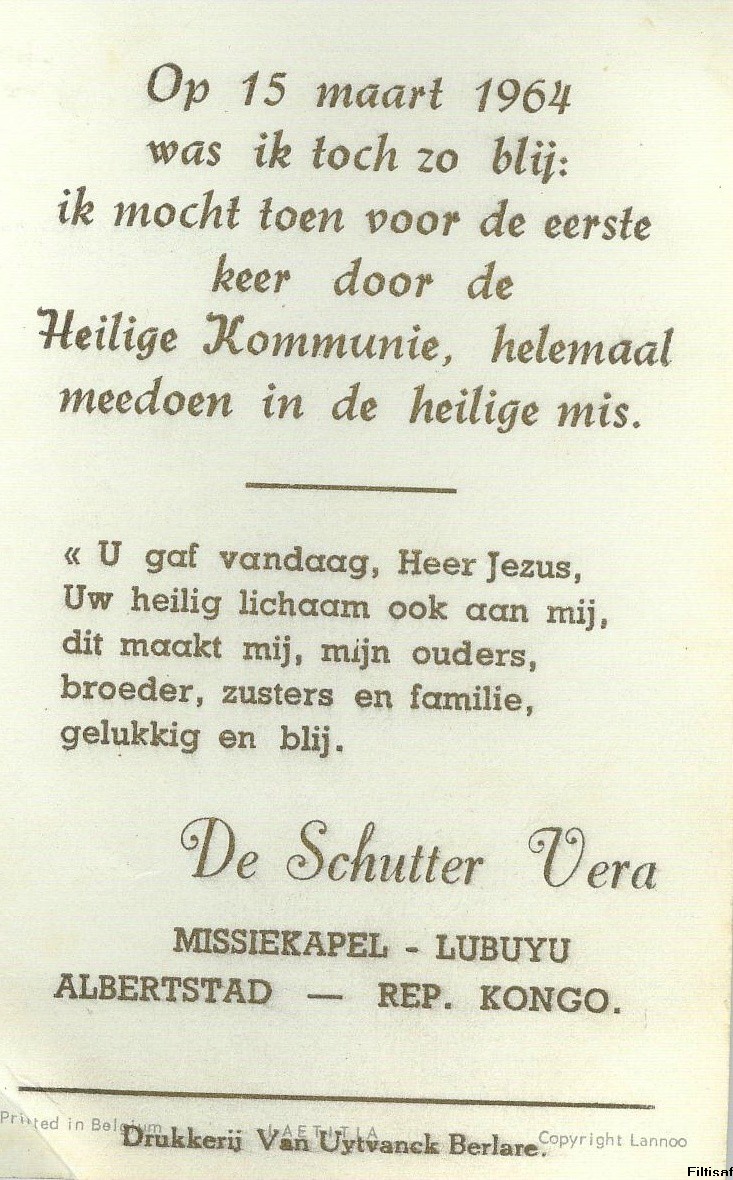 Op 15 maart 1964
was ik toch zo blij:
ik mocht toen voor de eerste
keer door de
Heilige Kommunie, helemaal
meedoen in de heilige mis.
« U gaf vandaag, Heer Jezus,
Uw heilig lichaam ook aan mij,
dit maakt mij, mijn ouders,
broeder, zusters en familie,
gelukkig en blij.
De Schutter Vera
MISSIEKAPEL - LUBUYU
ALBERTSTAD — REP. KONGO.
Printed in Belgium LAETITIA Copyright Lannoo
Drukkerij Van Uytvanck Berlare.
Filtisaf